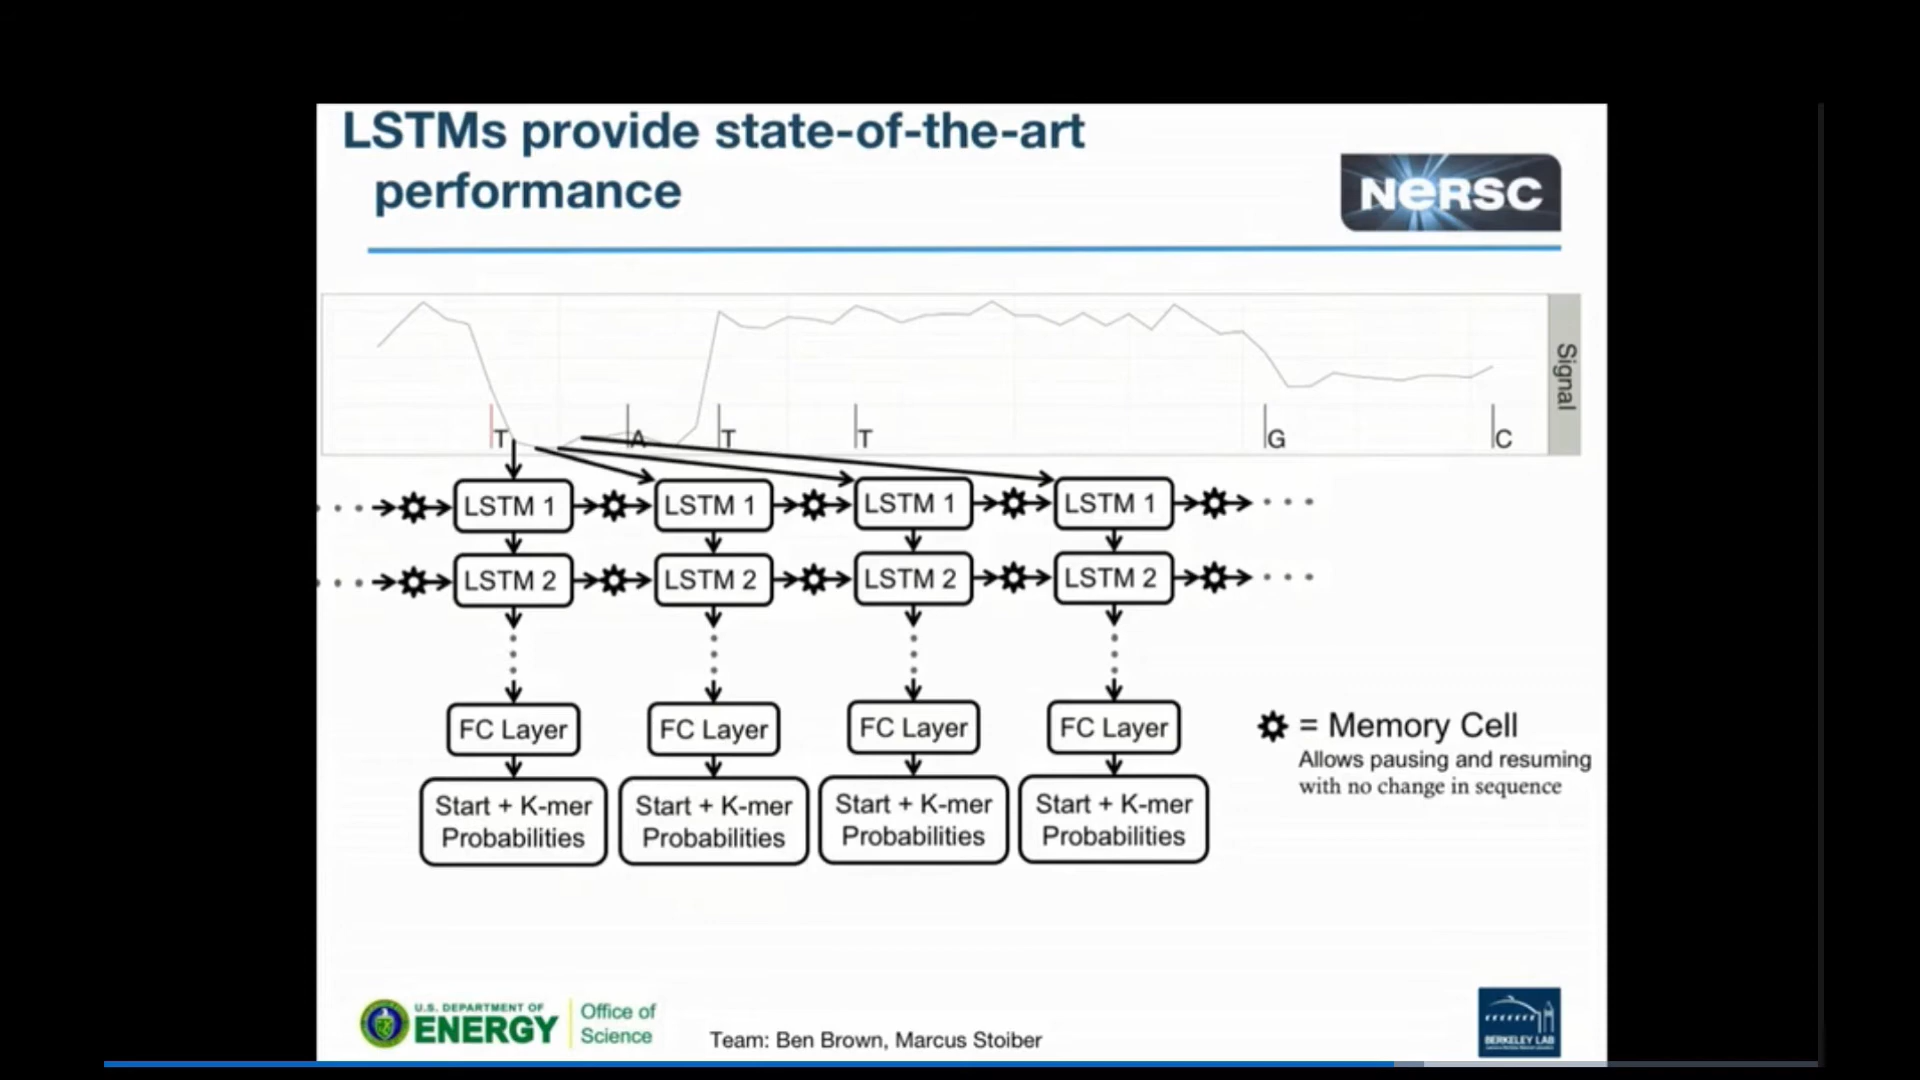 LSTMs provide state-of-the-art
performance
NERSC
Signal
T A T T G C
LSTM 1 LSTM 1 LSTM 1 LSTM 1
LSTM 2 LSTM 2 LSTM 2 LSTM 2
FC Layer FC Layer FC Layer FC Layer
= Memory Cell
Allows pausing and resuming
with no change in sequence
Start + K-mer Probabilities
Start + K-mer Probabilities
Start + K-mer Probabilities
Start + K-mer Probabilities
U.S. DEPARTMENT OF
ENERGY
Office of
Science
Team: Ben Brown, Marcus Stoiber
BERKELEY LAB